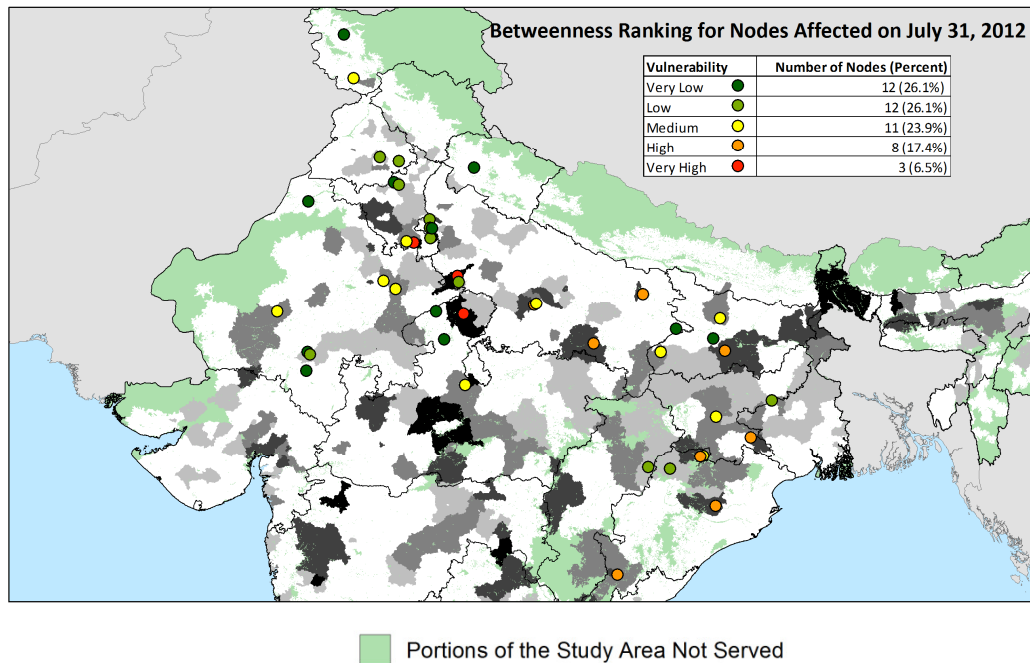 Betweenness Ranking for Nodes Affected on July 31, 2012
Vulnerability Number of Nodes (Percent)
Very Low 12 (26.1%)
Low 12 (26.1%)
Medium 11 (23.9%)
High 8 (17.4%)
Very High 3 (6.5%)
Portions of the Study Area Not Served